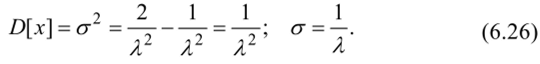 D[x] = σ² = 2/λ² − 1/λ² = 1/λ²; σ = 1/λ. (6.26)